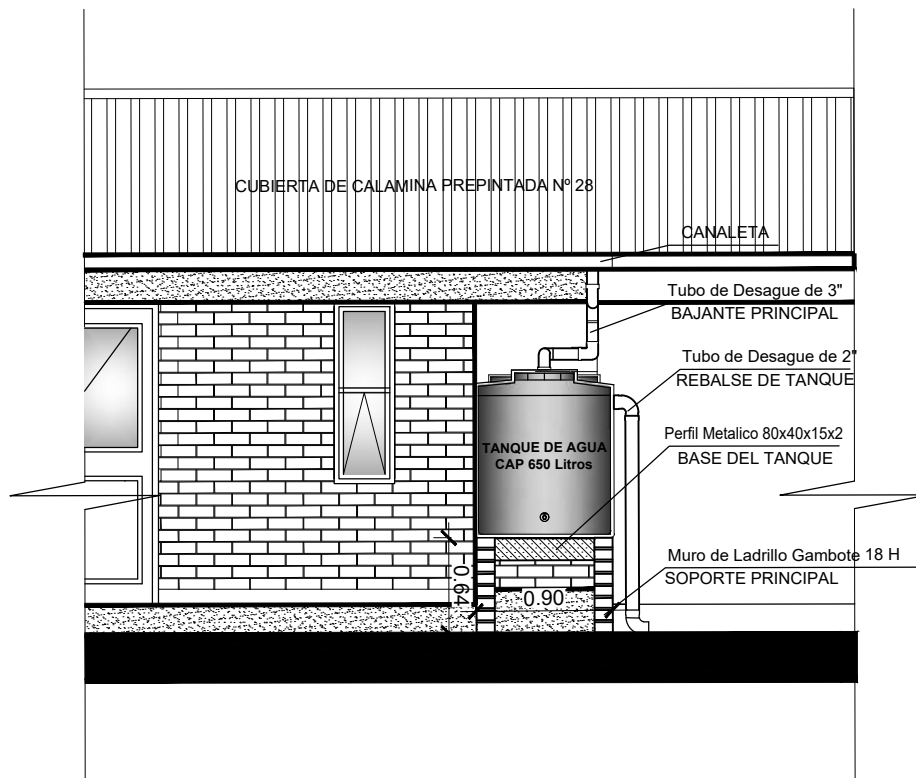 CUBIERTA DE CALAMINA PREPINTADA Nº 28
CANALETA
Tubo de Desague de 3"
BAJANTE PRINCIPAL
Tubo de Desague de 2"
REBALSE DE TANQUE
TANQUE DE AGUA
CAP 650 Litros
Perfil Metalico 80x40x15x2
BASE DEL TANQUE
Muro de Ladrillo Gambote 18 H
SOPORTE PRINCIPAL
0.64
0.90